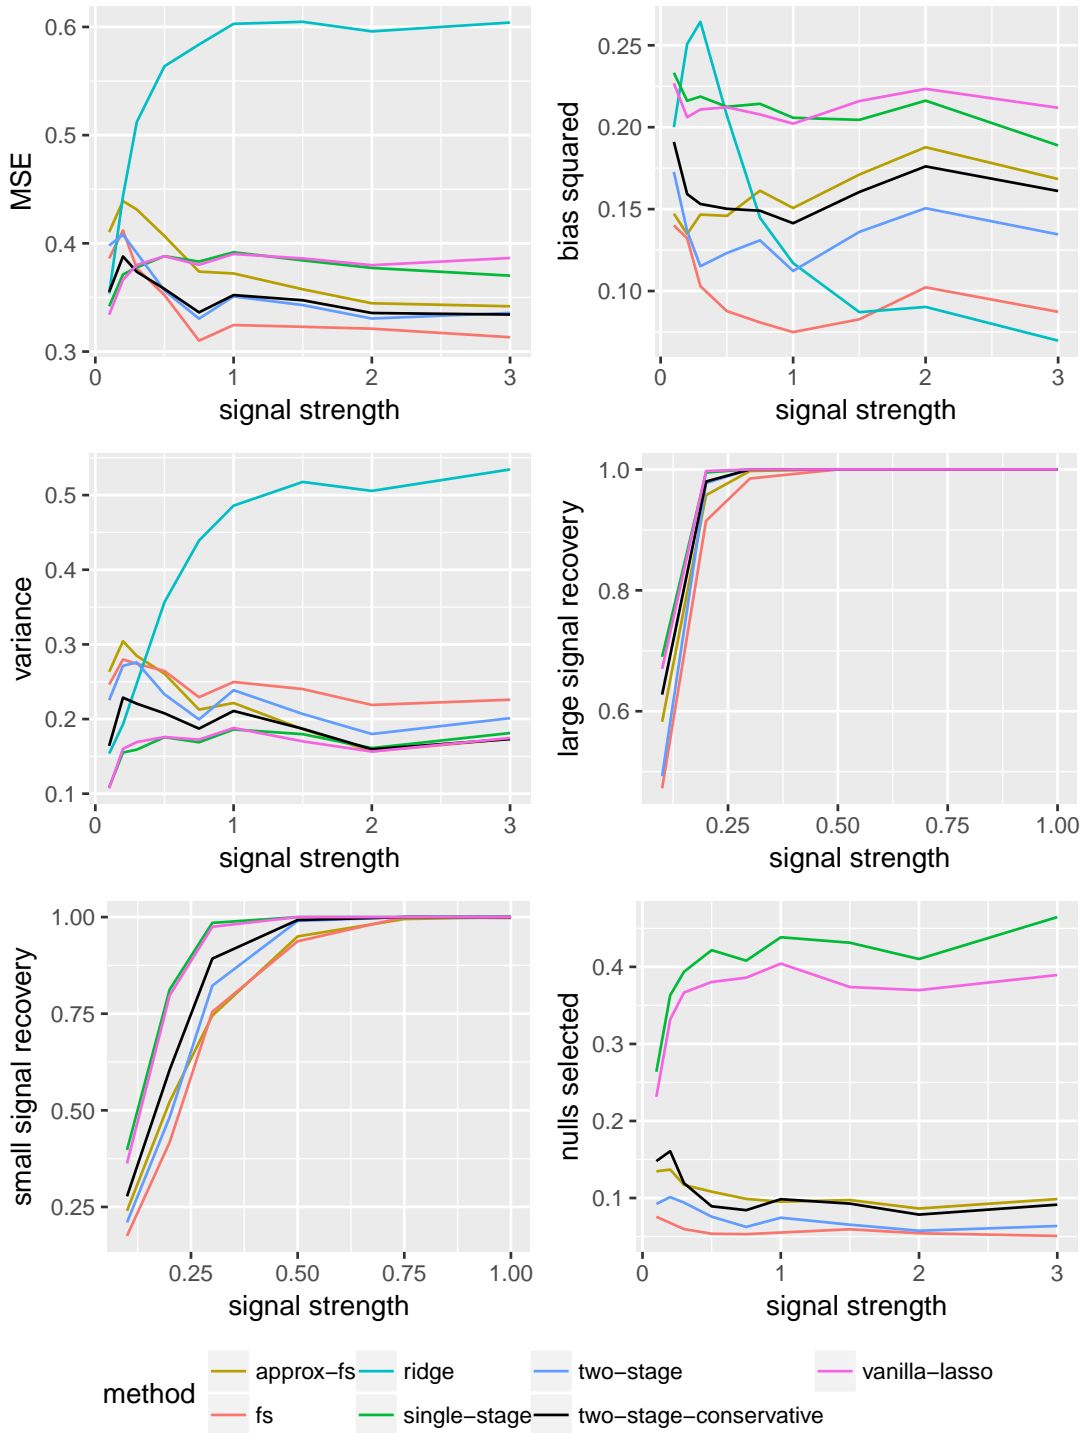 MSE
0.6
0.5
0.4
0.3
0
1
2
3
signal strength
bias squared
0.25
0.20
0.15
0.10
0
1
2
3
signal strength
variance
0.5
0.4
0.3
0.2
0.1
0
1
2
3
signal strength
large signal recovery
1.0
0.8
0.6
0.25
0.50
0.75
1.00
signal strength
small signal recovery
1.00
0.75
0.50
0.25
0.25
0.50
0.75
1.00
signal strength
nulls selected
0.4
0.3
0.2
0.1
0
1
2
3
signal strength
method
approx−fs
ridge
two−stage
vanilla−lasso
fs
single−stage
two−stage−conservative